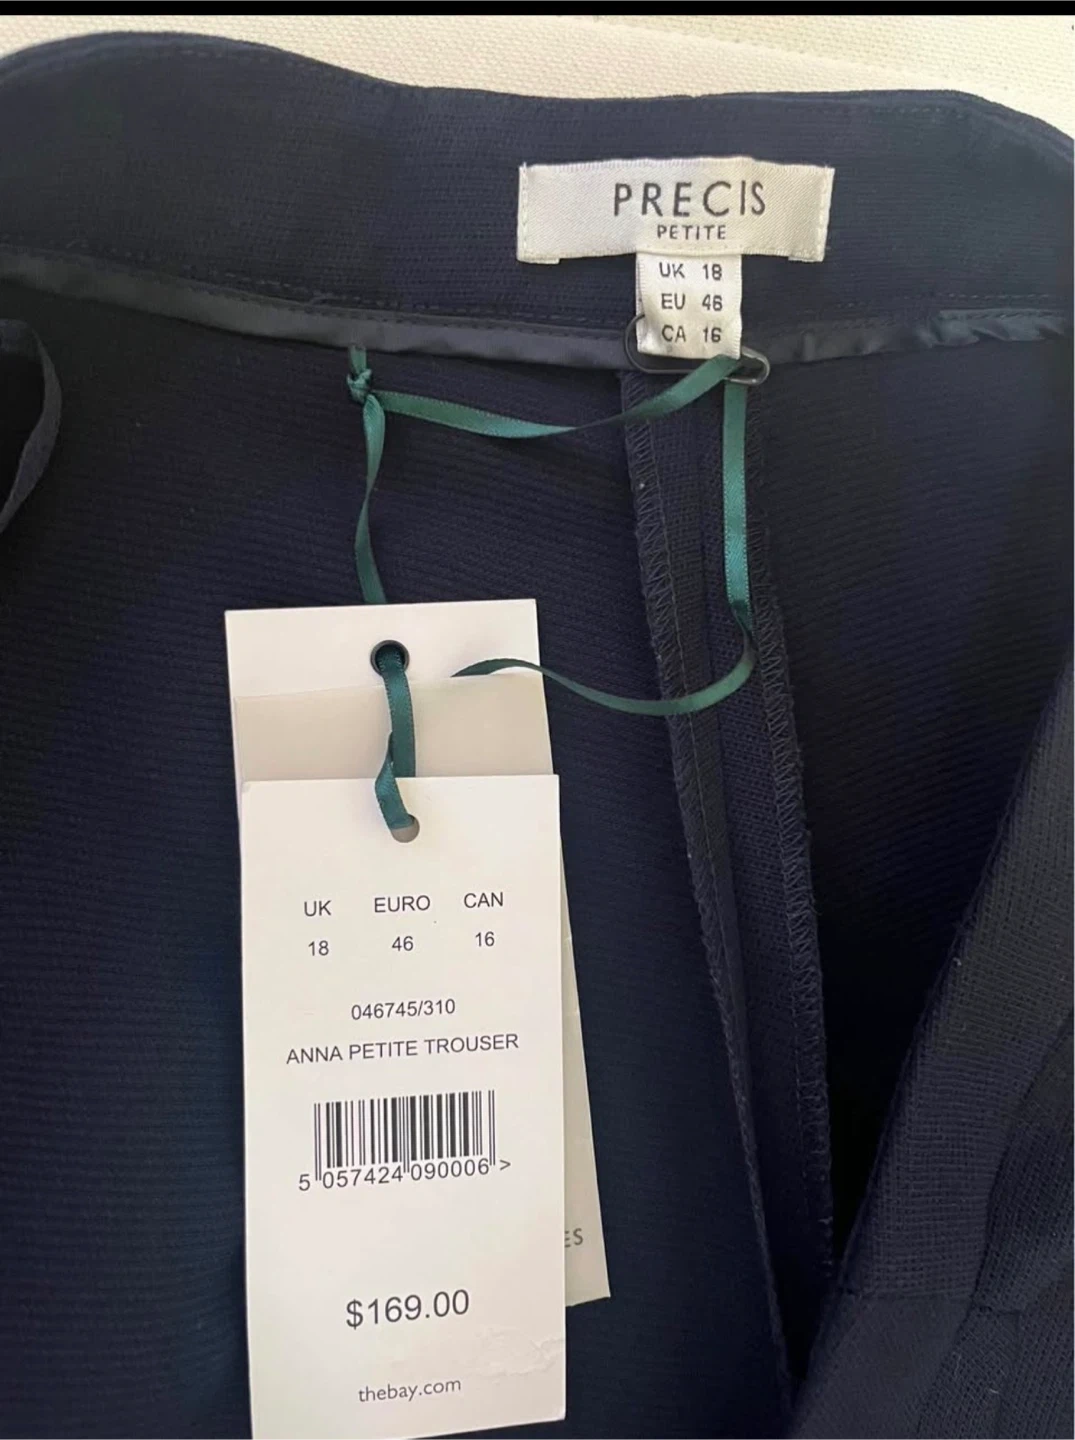 PRECIS
PETITE
UK 18
EU 46
CA 16
UK EURO CAN
18 46 16
046745/310
ANNA PETITE TROUSER
5 057424 090006 >
ES
$169.00
thebay.com